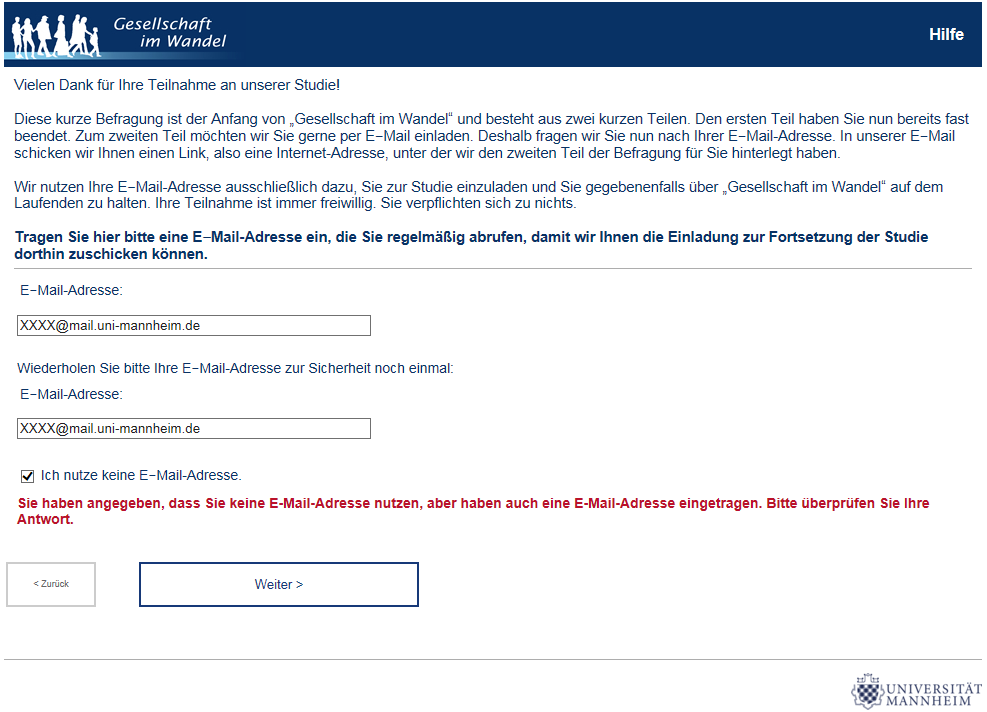 Gesellschaft
im Wandel
Hilfe
Vielen Dank für Ihre Teilnahme an unserer Studie!
Diese kurze Befragung ist der Anfang von „Gesellschaft im Wandel“ und besteht aus zwei kurzen Teilen. Den ersten Teil haben Sie nun bereits fast
beendet. Zum zweiten Teil möchten wir Sie gerne per E−Mail einladen. Deshalb fragen wir Sie nun nach Ihrer E−Mail-Adresse. In unserer E−Mail
schicken wir Ihnen einen Link, also eine Internet-Adresse, unter der wir den zweiten Teil der Befragung für Sie hinterlegt haben.
Wir nutzen Ihre E−Mail-Adresse ausschließlich dazu, Sie zur Studie einzuladen und Sie gegebenenfalls über „Gesellschaft im Wandel“ auf dem
Laufenden zu halten. Ihre Teilnahme ist immer freiwillig. Sie verpflichten sich zu nichts.
Tragen Sie hier bitte eine E−Mail-Adresse ein, die Sie regelmäßig abrufen, damit wir Ihnen die Einladung zur Fortsetzung der Studie
dorthin zuschicken können.
E−Mail-Adresse:
XXXX@mail.uni-mannheim.de
Wiederholen Sie bitte Ihre E−Mail-Adresse zur Sicherheit noch einmal:
E−Mail-Adresse:
XXXX@mail.uni-mannheim.de
Ich nutze keine E−Mail-Adresse.
Sie haben angegeben, dass Sie keine E-Mail-Adresse nutzen, aber haben auch eine E-Mail-Adresse eingetragen. Bitte überprüfen Sie Ihre
Antwort.
< Zurück
Weiter >
UNIVERSITÄT
MANNHEIM